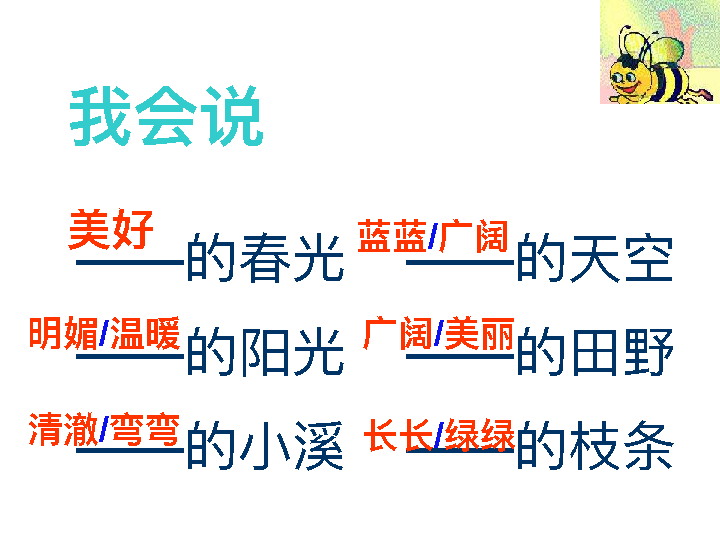 我会说
美好的春光 蓝蓝/广阔的天空
明媚/温暖的阳光 广阔/美丽的田野
清澈/弯弯的小溪 长长/绿绿的枝条